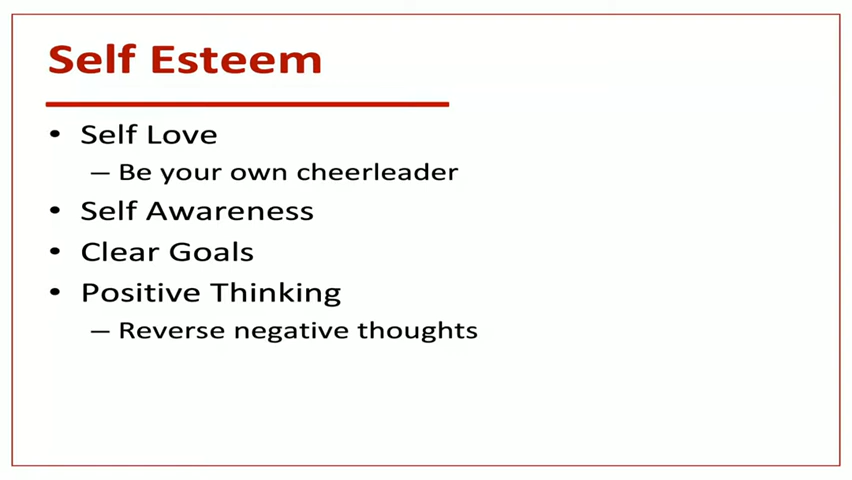 Self Esteem
• Self Love
– Be your own cheerleader
• Self Awareness
• Clear Goals
• Positive Thinking
– Reverse negative thoughts